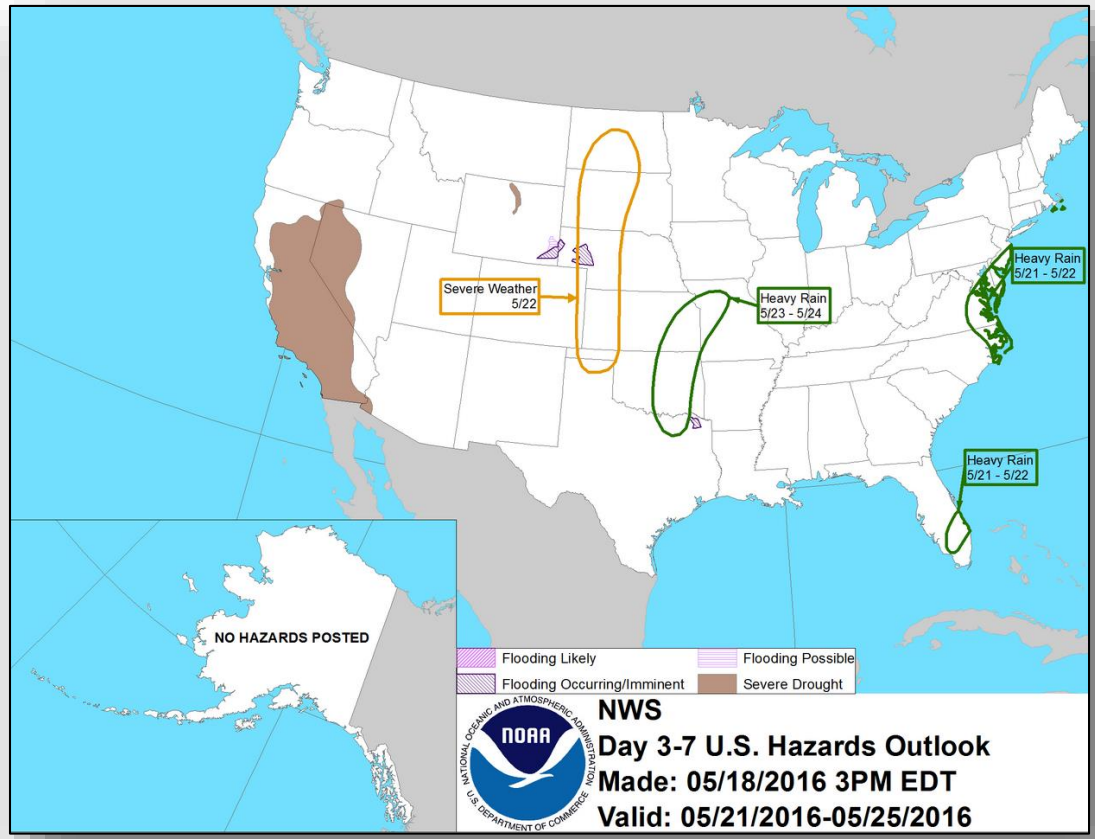 Severe Weather
5/22
Heavy Rain
5/23 - 5/24
Heavy Rain
5/21 - 5/22
Heavy Rain
5/21 - 5/22
NO HAZARDS POSTED
Flooding Likely
Flooding Possible
Flooding Occurring/Imminent
Severe Drought
NATIONAL OCEANIC AND ATMOSPHERIC ADMINISTRATION
NOAA
U.S. DEPARTMENT OF COMMERCE
NWS
Day 3-7 U.S. Hazards Outlook
Made: 05/18/2016 3PM EDT
Valid: 05/21/2016-05/25/2016